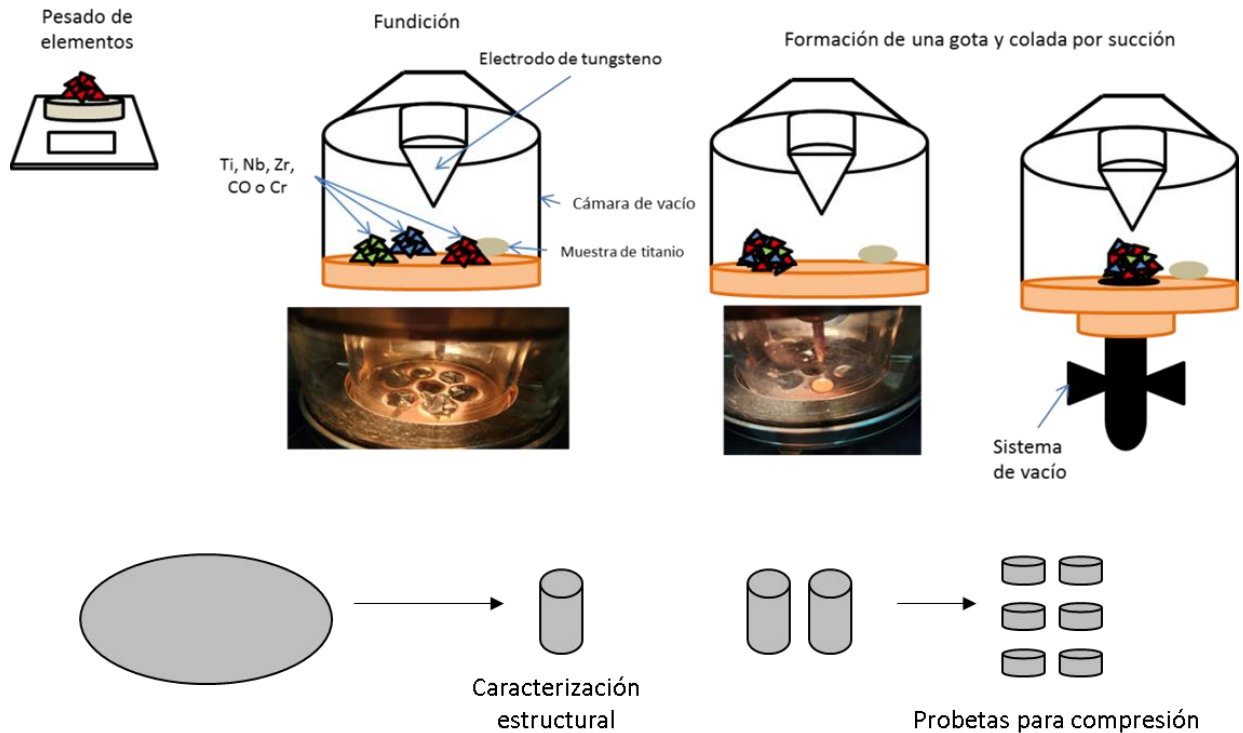 Pesado de
elementos
Fundición
Electrodo de tungsteno
Ti, Nb, Zr,
CO o Cr
Cámara de vacío
Muestra de titanio
Formación de una gota y colada por succión
Sistema
de vacío
Caracterización
estructural
Probetas para compresión